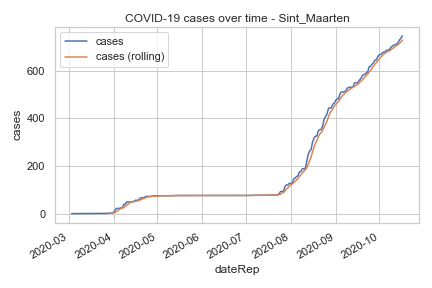 COVID-19 cases over time - Sint_Maarten
cases
cases (rolling)
cases
600
400
200
0
2020-03
2020-04
2020-05
2020-06
2020-07
2020-08
2020-09
2020-10
dateRep